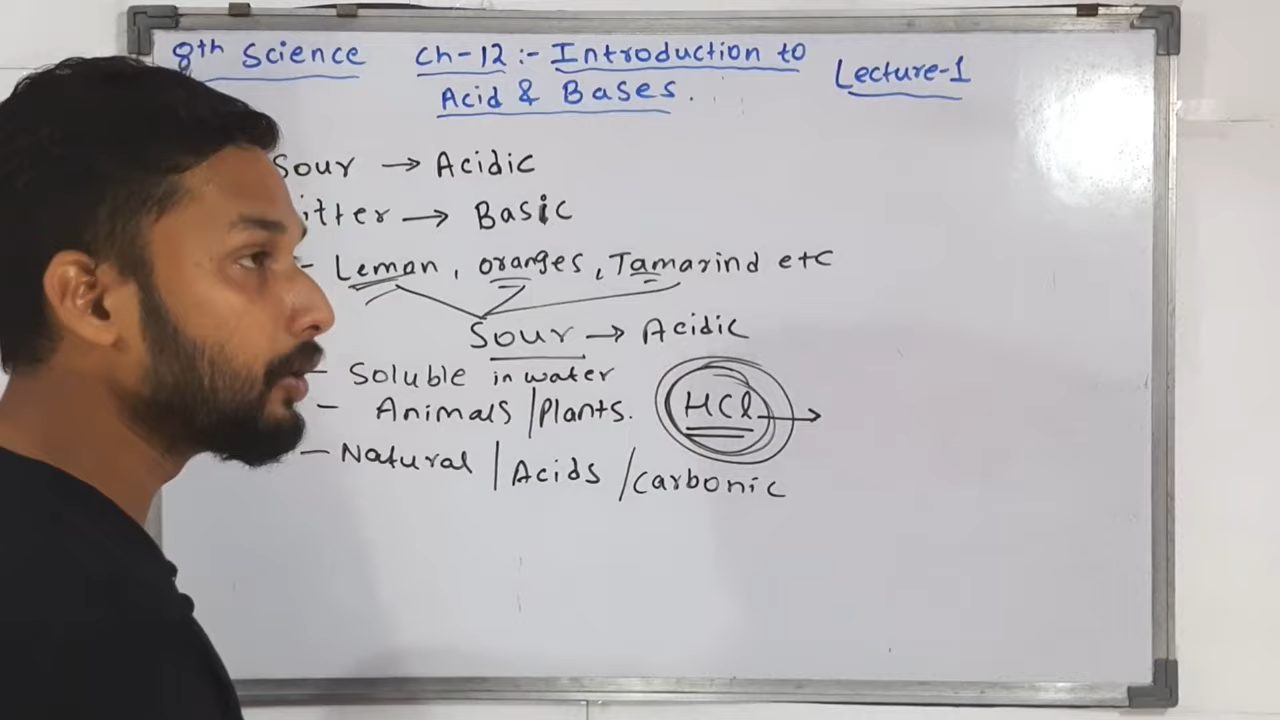 8th Science Ch-12 :- Introduction to Acid & Bases. Lecture-1
Sour → Acidic
itter → Basic
- Lemon, oranges, Tamarind etc
Sour → Acidic
- Soluble in water
- Animals / Plants.
HCl →
- Natural / Acids / carbonic